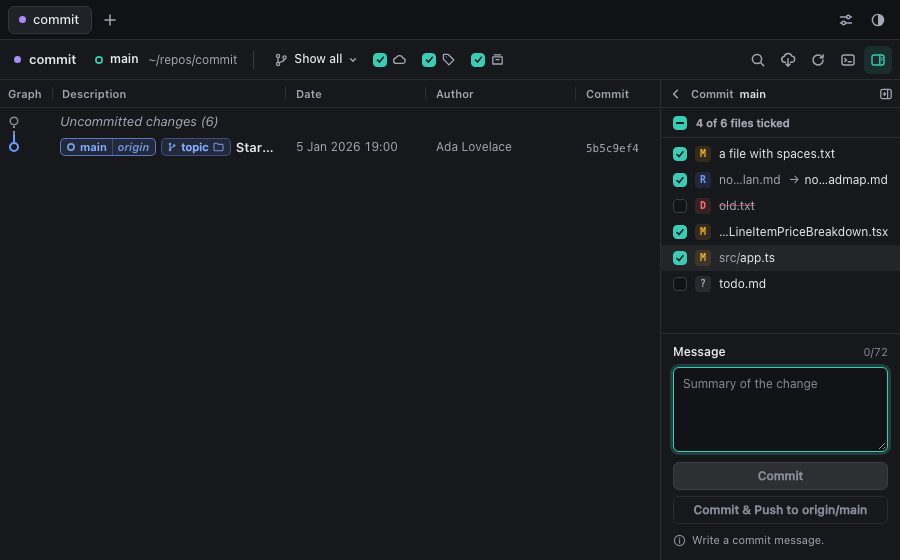 commit
commit main ~/repos/commit Show all
Graph Description Date Author Commit
Uncommitted changes (6)
main origin topic Star... 5 Jan 2026 19:00 Ada Lovelace 5b5c9ef4
Commit main
4 of 6 files ticked
M a file with spaces.txt
R no...lan.md → no...admap.md
D old.txt
M ...LineItemPriceBreakdown.tsx
M src/app.ts
? todo.md
Message 0/72
Summary of the change
Commit
Commit & Push to origin/main
Write a commit message.